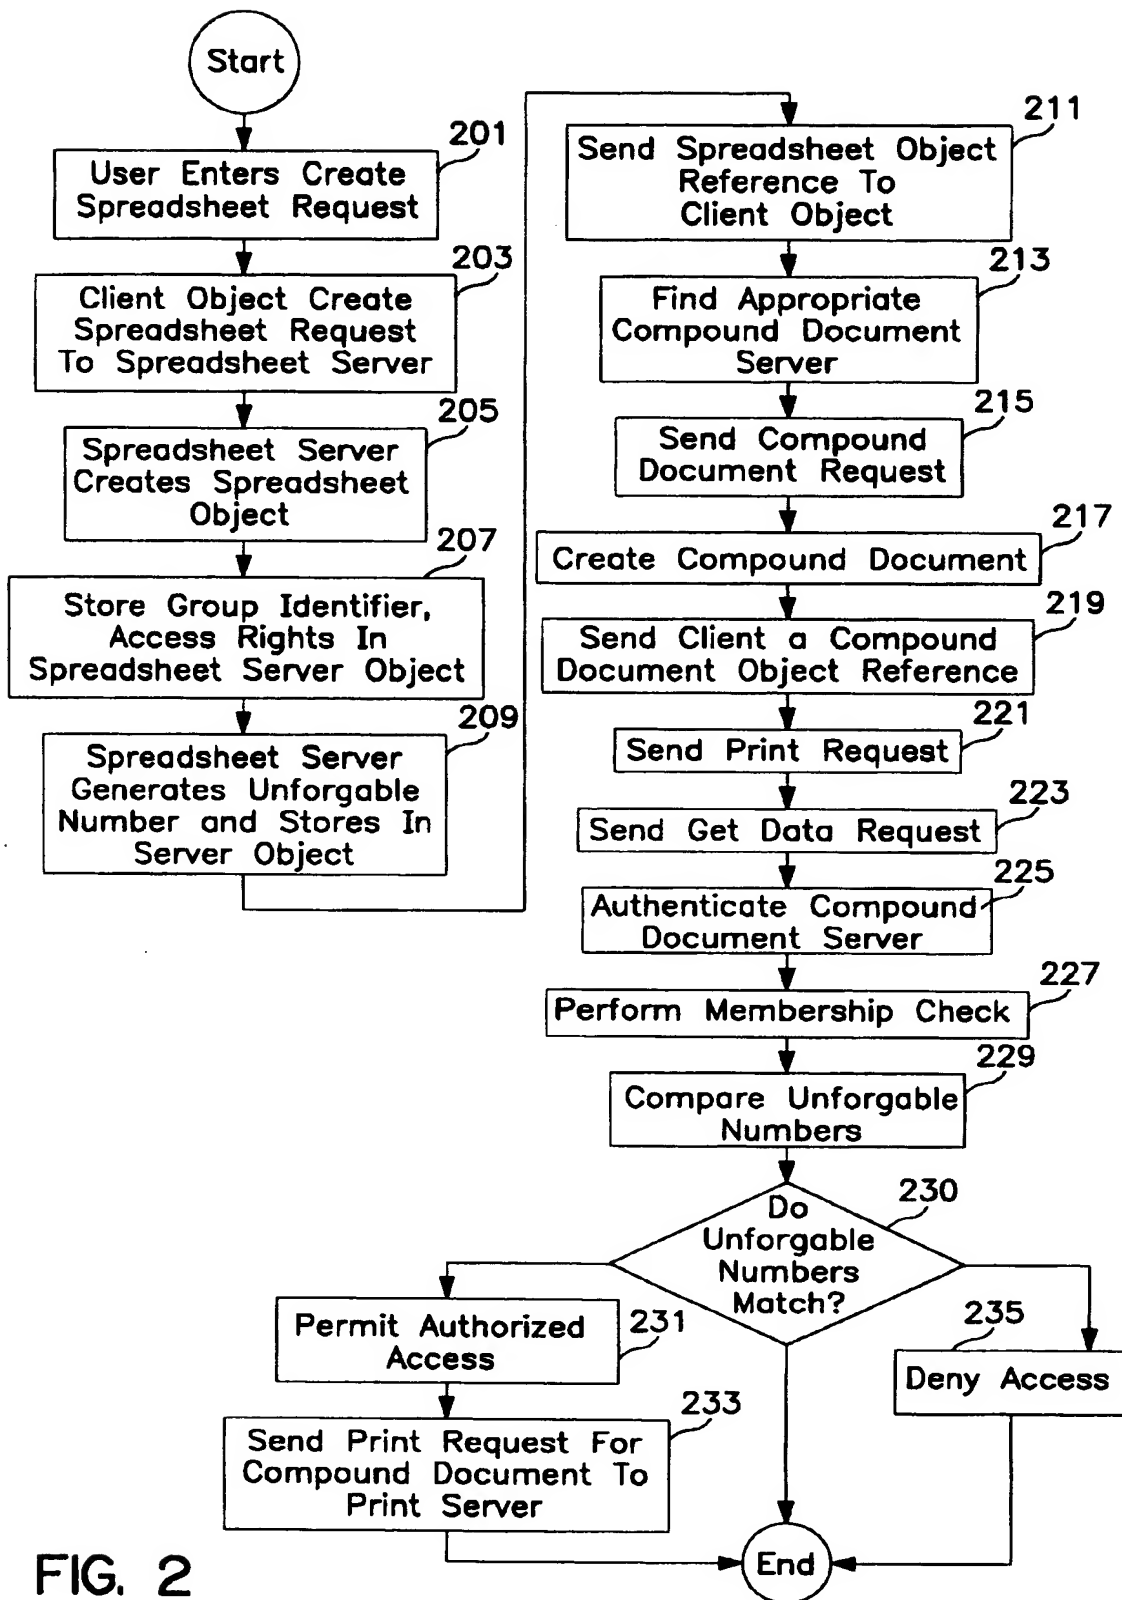 Start
201
User Enters Create
Spreadsheet Request
203
Client Object Create
Spreadsheet Request
To Spreadsheet Server
205
Spreadsheet Server
Creates Spreadsheet
Object
207
Store Group Identifier,
Access Rights In
Spreadsheet Server Object
209
Spreadsheet Server
Generates Unforgable
Number and Stores In
Server Object
211
Send Spreadsheet Object
Reference To
Client Object
213
Find Appropriate
Compound Document
Server
215
Send Compound
Document Request
217
Create Compound Document
219
Send Client a Compound
Document Object Reference
221
Send Print Request
223
Send Get Data Request
225
Authenticate Compound
Document Server
227
Perform Membership Check
229
Compare Unforgable
Numbers
230
Do
Unforgable
Numbers
Match?
231
Permit Authorized
Access
233
Send Print Request For
Compound Document To
Print Server
235
Deny Access
End
FIG. 2